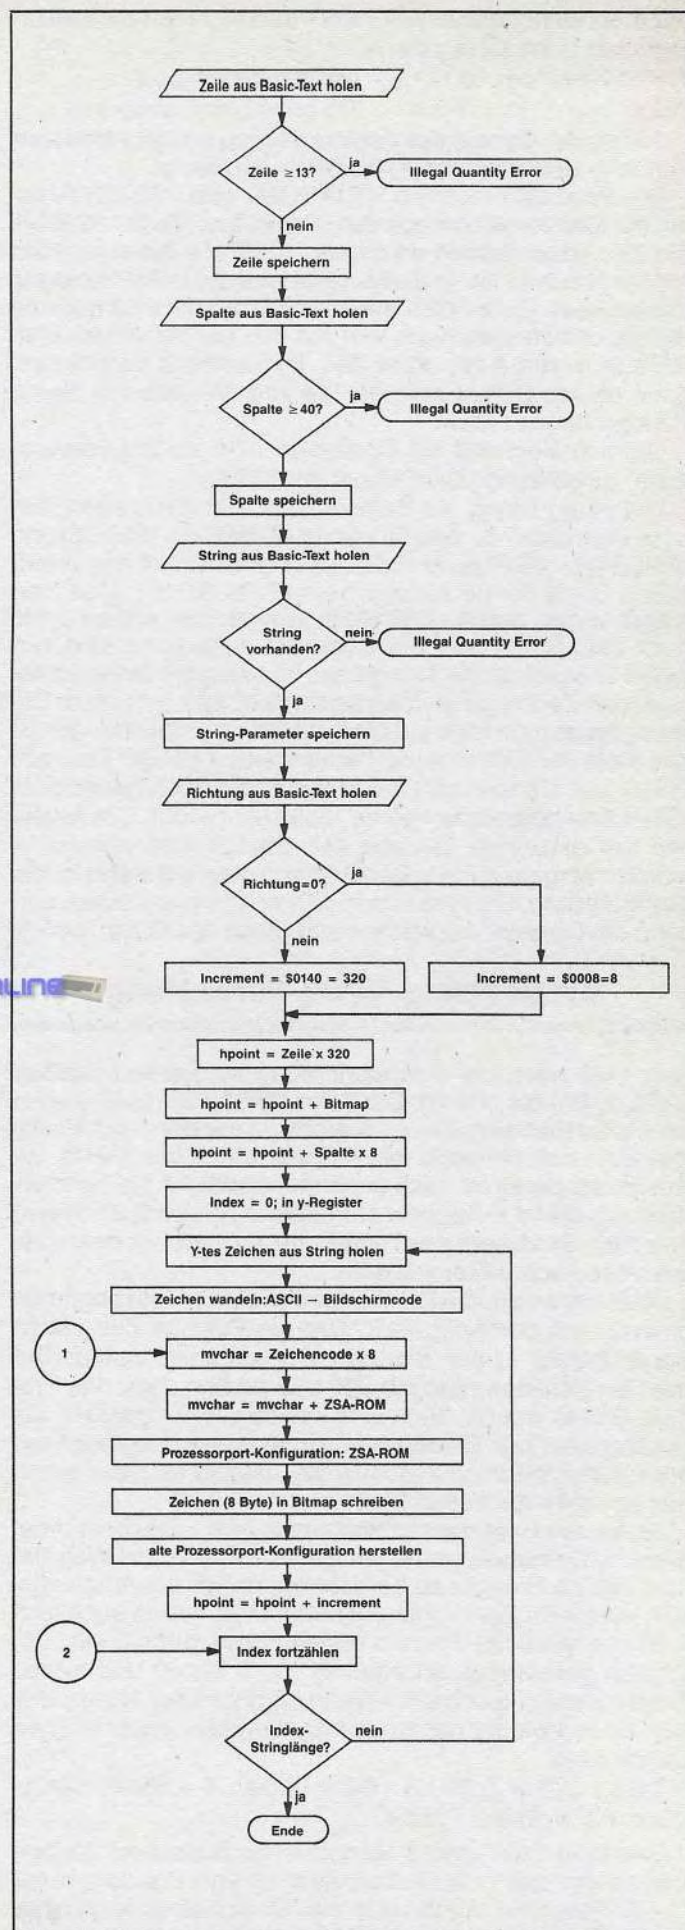 Zeile aus Basic-Text holen
Zeile ≥13?
ja
Illegal Quantity Error
nein
Zeile speichern
Spalte aus Basic-Text holen
Spalte ≥40?
ja
Illegal Quantity Error
Spalte speichern
String aus Basic-Text holen
String
vorhanden?
nein
Illegal Quantity Error
ja
String-Parameter speichern
Richtung aus Basic-Text holen
Richtung=0?
ja
nein
Increment = $0140 = 320
Increment = $0008=8
hpoint = Zeile x 320
hpoint = hpoint + Bitmap
hpoint = hpoint + Spalte x 8
Index = 0; in y-Register
Y-tes Zeichen aus String holen
Zeichen wandeln:ASCII – Bildschirmcode
1
mvchar = Zeichencode x 8
mvchar = mvchar + ZSA-ROM
Prozessorport-Konfiguration: ZSA-ROM
Zeichen (8 Byte) in Bitmap schreiben
alte Prozessorport-Konfiguration herstellen
hpoint = hpoint + increment
2
Index fortzählen
Index-
Stringlänge?
nein
ja
Ende